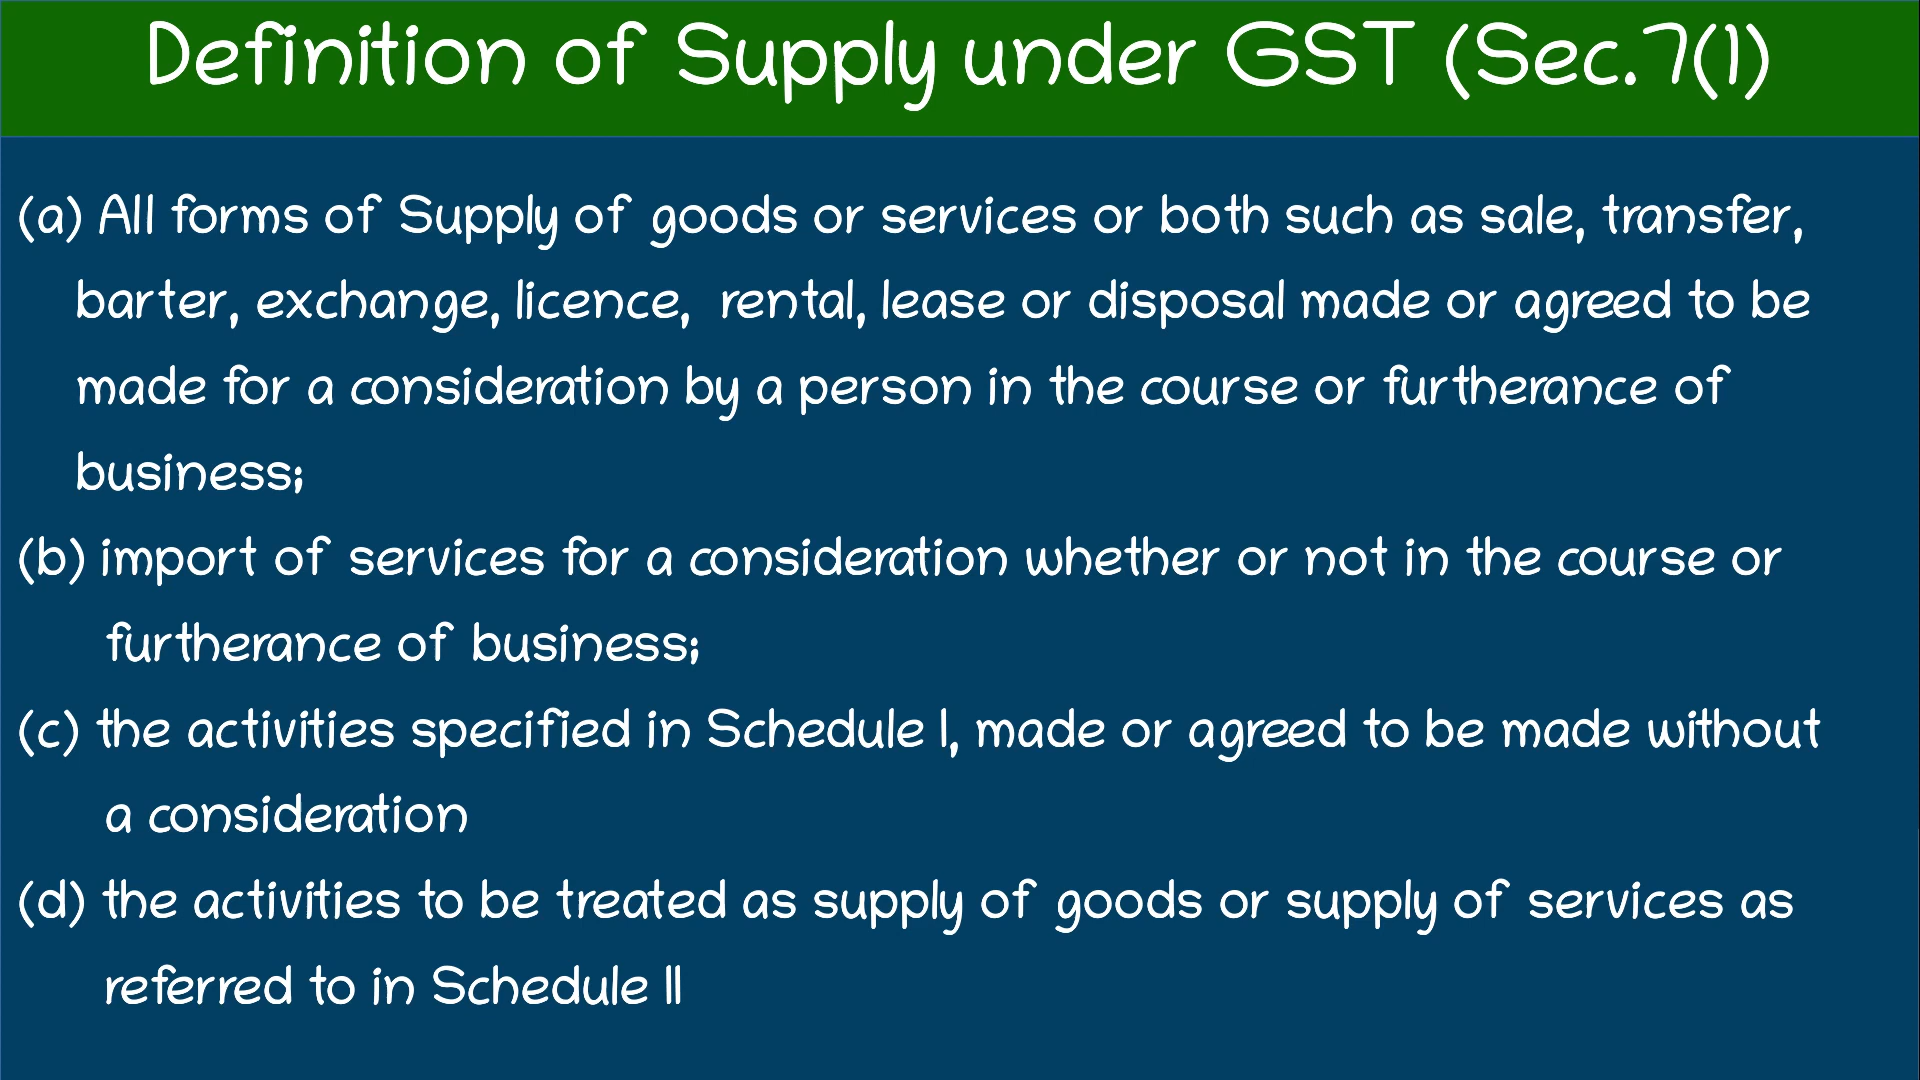 Definition of Supply under GST (Sec.7(1)
(a) All forms of Supply of goods or services or both such as sale, transfer,
barter, exchange, licence, rental, lease or disposal made or agreed to be
made for a consideration by a person in the course or furtherance of
business;
(b) import of services for a consideration whether or not in the course or
furtherance of business;
(c) the activities specified in Schedule I, made or agreed to be made without
a consideration
(d) the activities to be treated as supply of goods or supply of services as
referred to in Schedule II